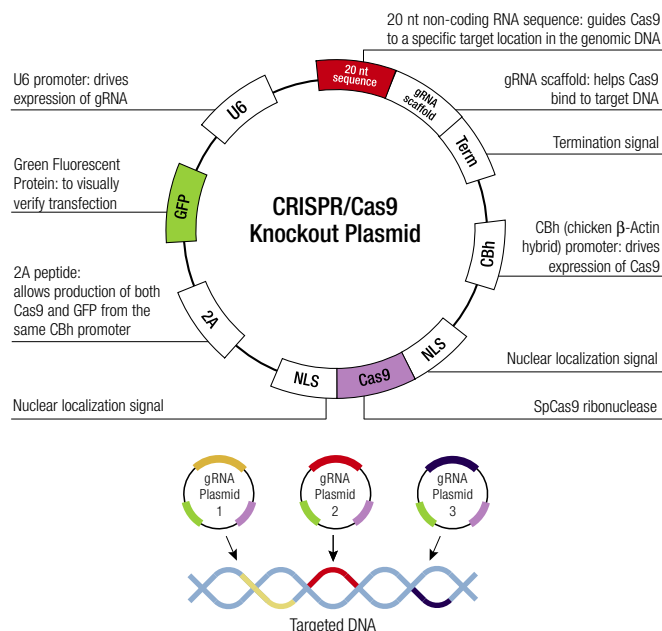 20 nt non-coding RNA sequence: guides Cas9
to a specific target location in the genomic DNA
U6 promoter: drives
expression of gRNA
gRNA scaffold: helps Cas9
bind to target DNA
Termination signal
Green Fluorescent
Protein: to visually
verify transfection
CBh (chicken β-Actin
hybrid) promoter: drives
expression of Cas9
2A peptide:
allows production of both
Cas9 and GFP from the
same CBh promoter
Nuclear localization signal
Nuclear localization signal
SpCas9 ribonuclease
CRISPR/Cas9
Knockout Plasmid
20 nt
sequence
gRNA
scaffold
Term
CBh
NLS
Cas9
NLS
2A
GFP
U6
gRNA
Plasmid
1
gRNA
Plasmid
2
gRNA
Plasmid
3
Targeted DNA